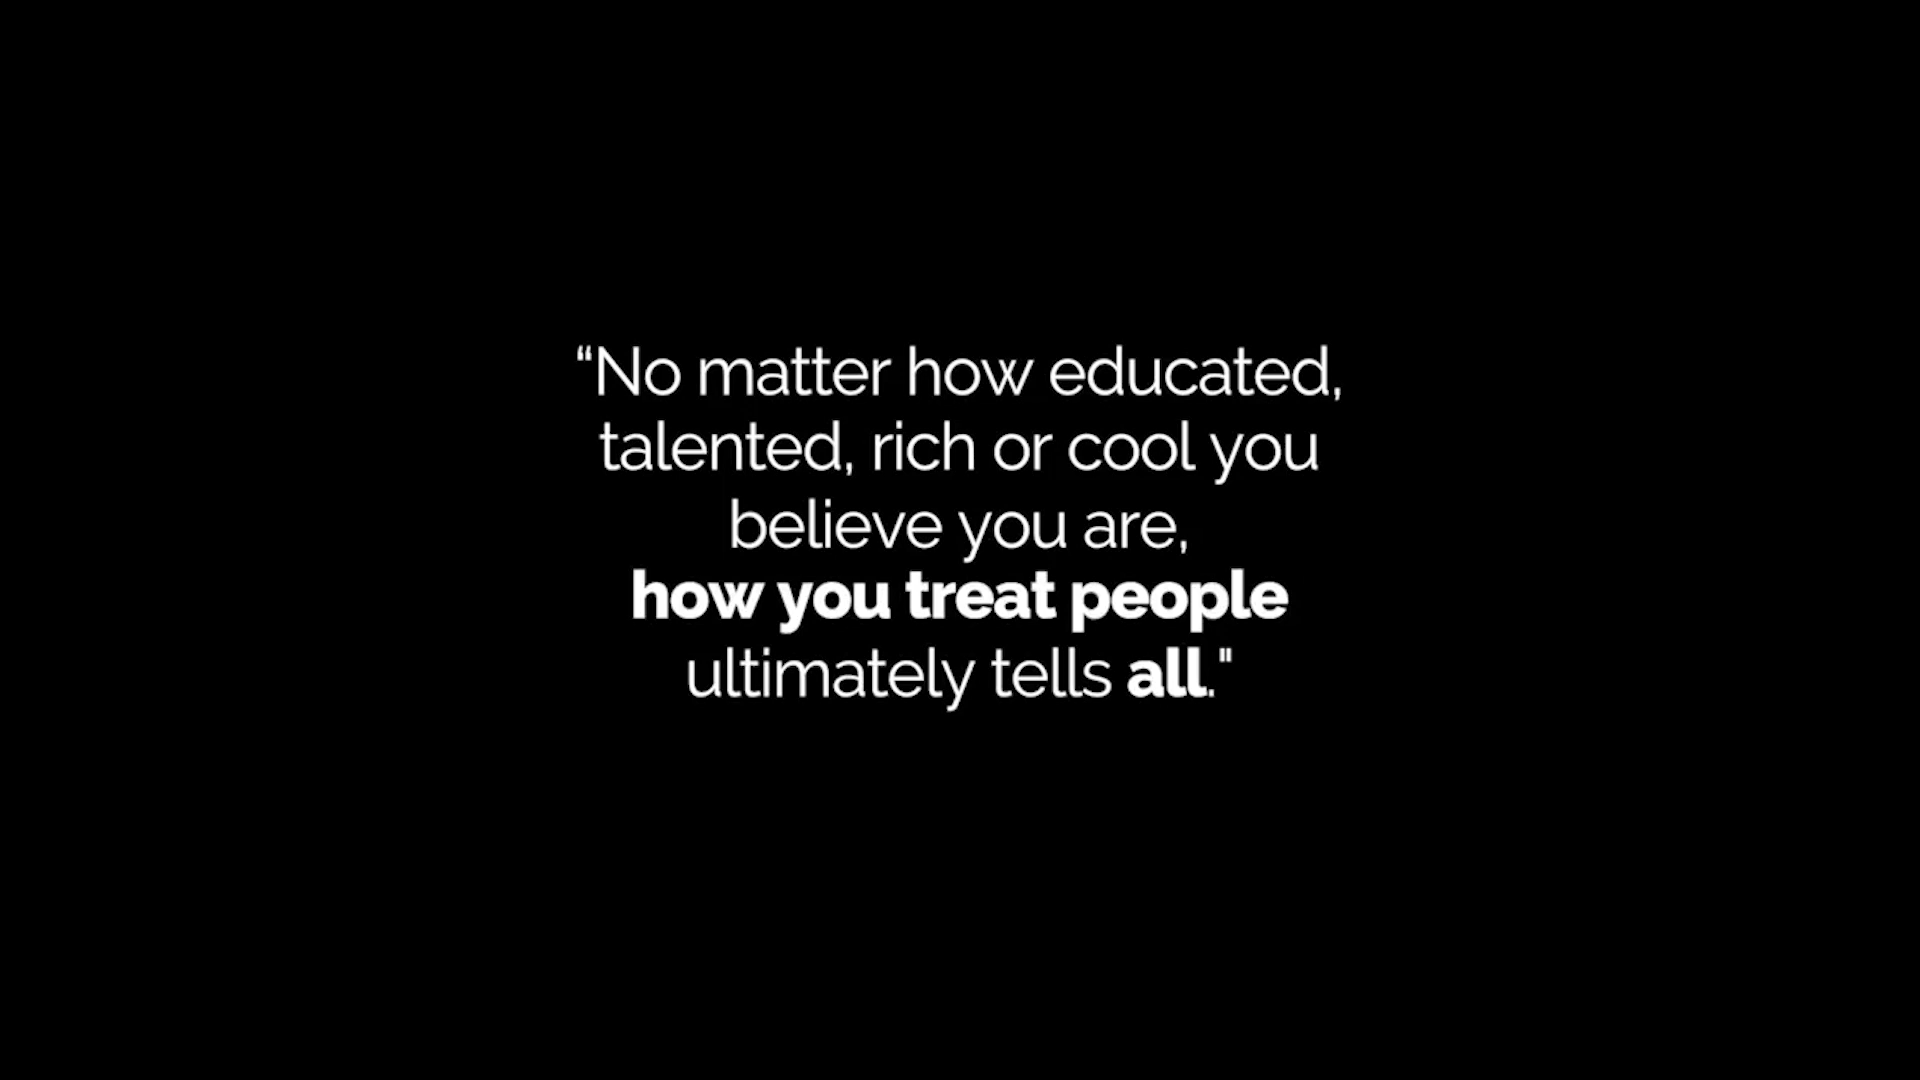 “No matter how educated,
talented, rich or cool you
believe you are,
how you treat people
ultimately tells all."